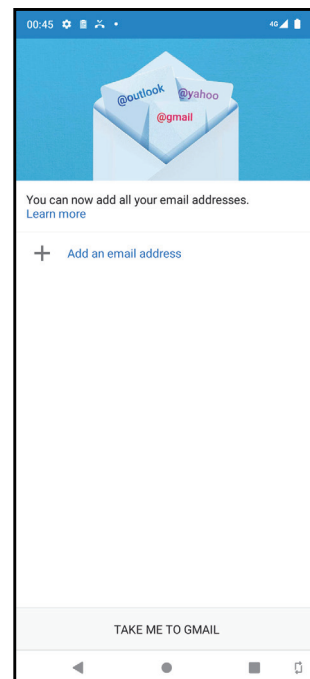 00:45
4G
@outlook @yahoo
@gmail
You can now add all your email addresses.
Learn more
Add an email address
TAKE ME TO GMAIL